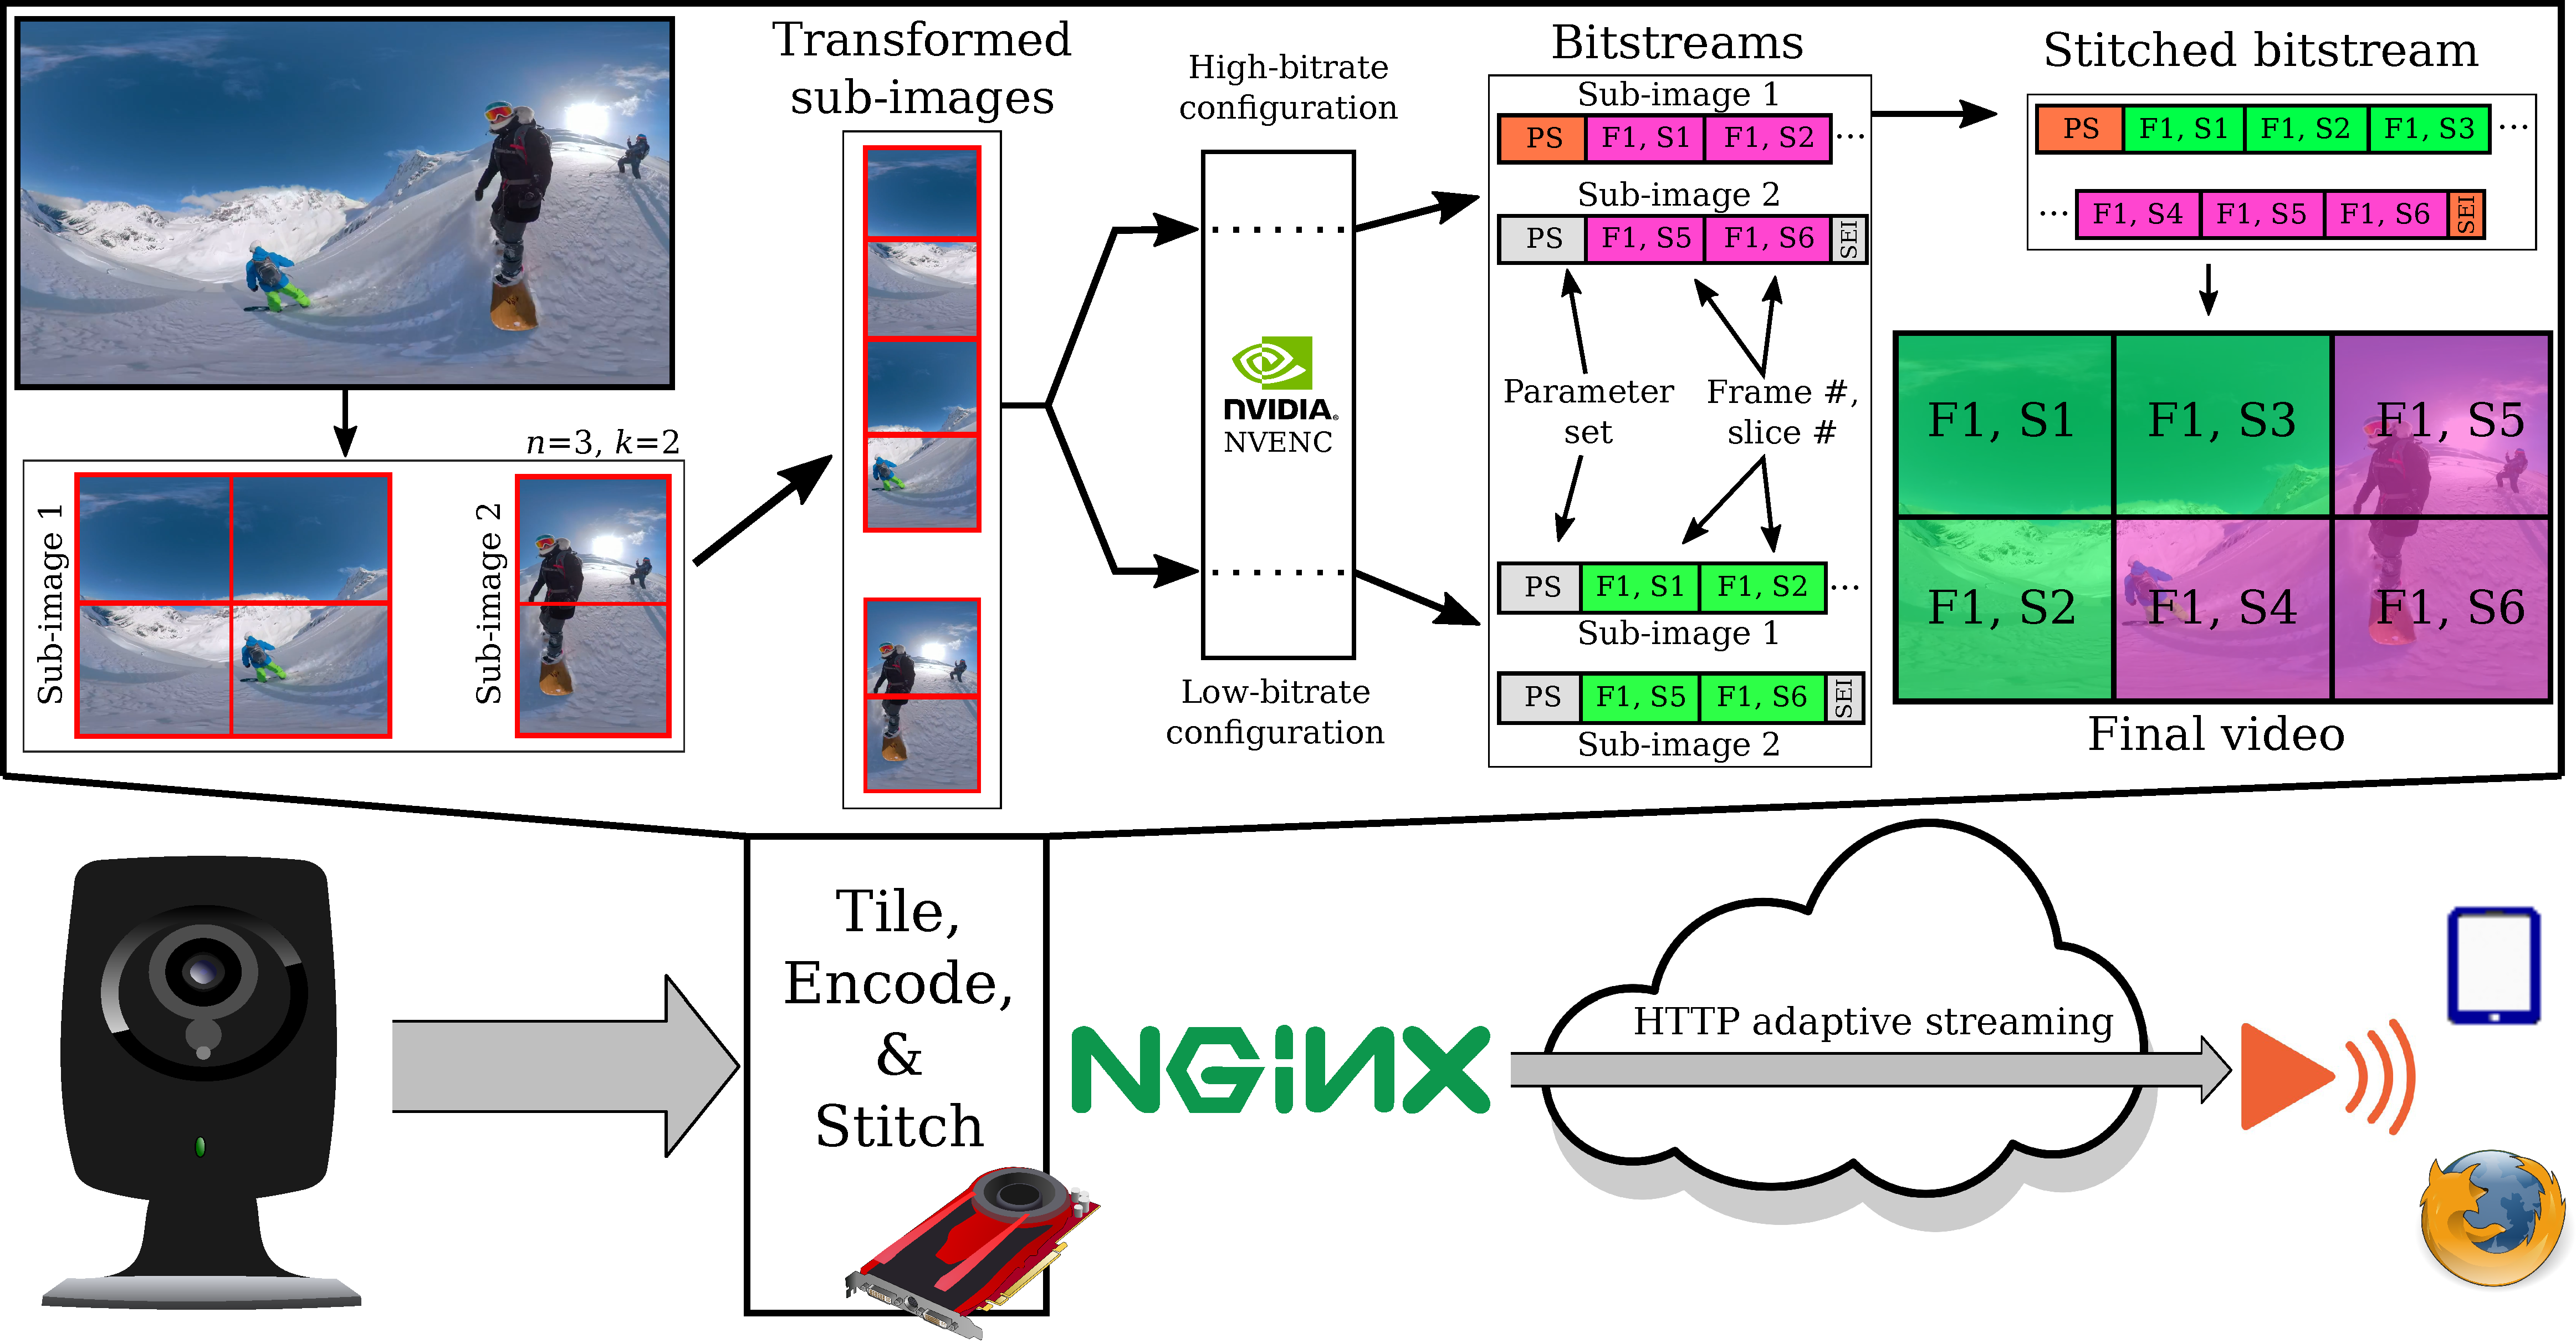 Transformed
sub-images
n=3, k=2
Sub-image 1
Sub-image 2
High-bitrate
configuration
NVIDIA®
NVENC
Low-bitrate
configuration
Bitstreams
Sub-image 1
PS F1, S1 F1, S2 ...
Sub-image 2
PS F1, S5 F1, S6 SEI
Parameter
set
Frame #,
slice #
PS F1, S1 F1, S2 ...
Sub-image 1
PS F1, S5 F1, S6 SEI
Sub-image 2
Stitched bitstream
PS F1, S1 F1, S2 F1, S3 ...
... F1, S4 F1, S5 F1, S6 SEI
F1, S1 F1, S3 F1, S5
F1, S2 F1, S4 F1, S6
Final video
Tile,
Encode,
&
Stitch
NGINX
HTTP adaptive streaming